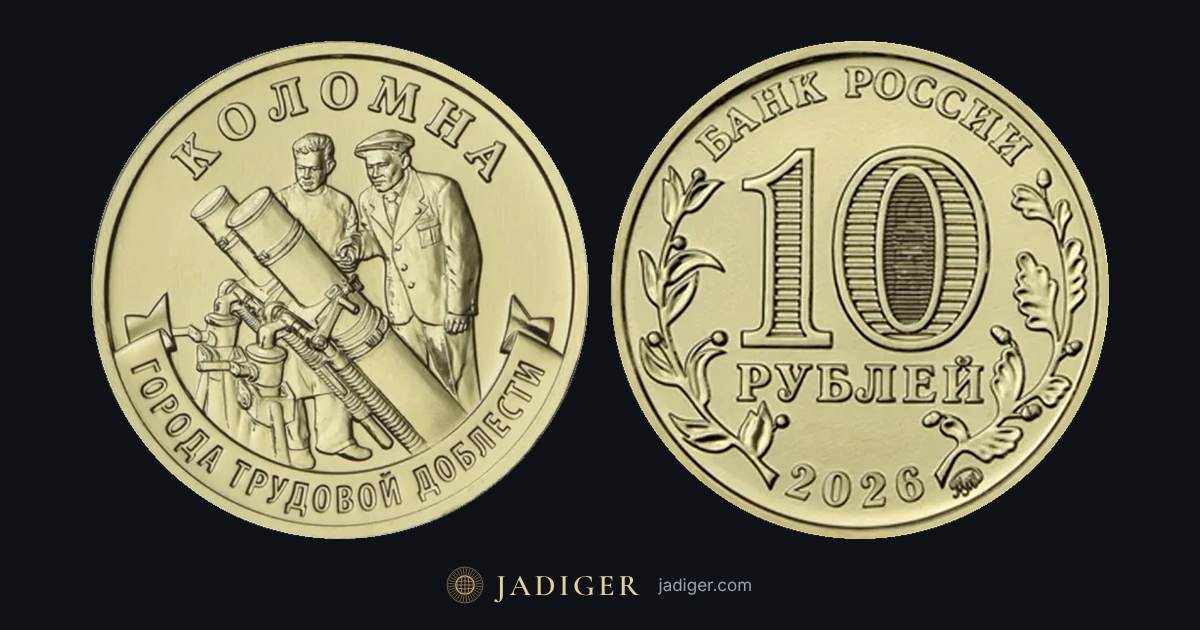 КОЛОМНА
ГОРОДА ТРУДОВОЙ ДОБЛЕСТИ
БАНК РОССИИ
10
РУБЛЕЙ
2026
JADIGER jadiger.com